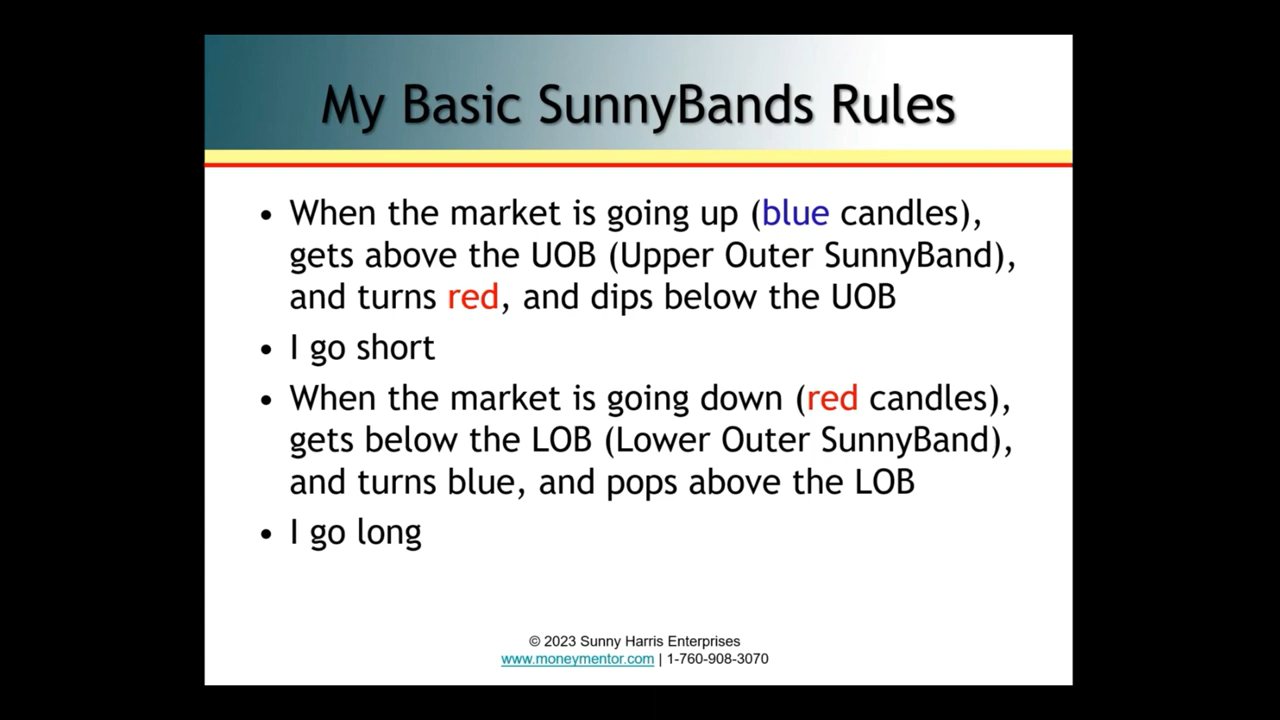 My Basic SunnyBands Rules
• When the market is going up (blue candles),
gets above the UOB (Upper Outer SunnyBand),
and turns red, and dips below the UOB
• I go short
• When the market is going down (red candles),
gets below the LOB (Lower Outer SunnyBand),
and turns blue, and pops above the LOB
• I go long
© 2023 Sunny Harris Enterprises
www.moneymentor.com | 1-760-908-3070